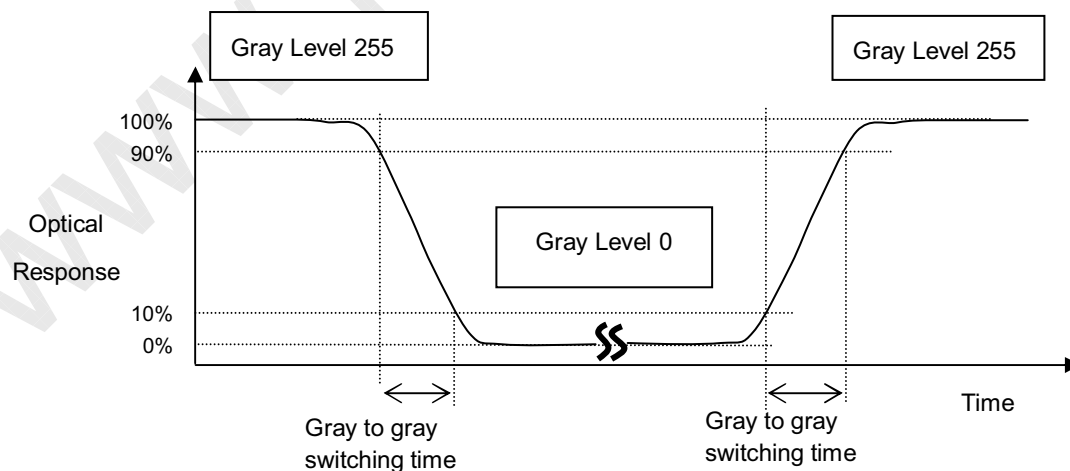 Gray Level 255
Gray Level 255
100%
90%
Optical
Response
Gray Level 0
10%
0%
Time
Gray to gray
switching time
Gray to gray
switching time